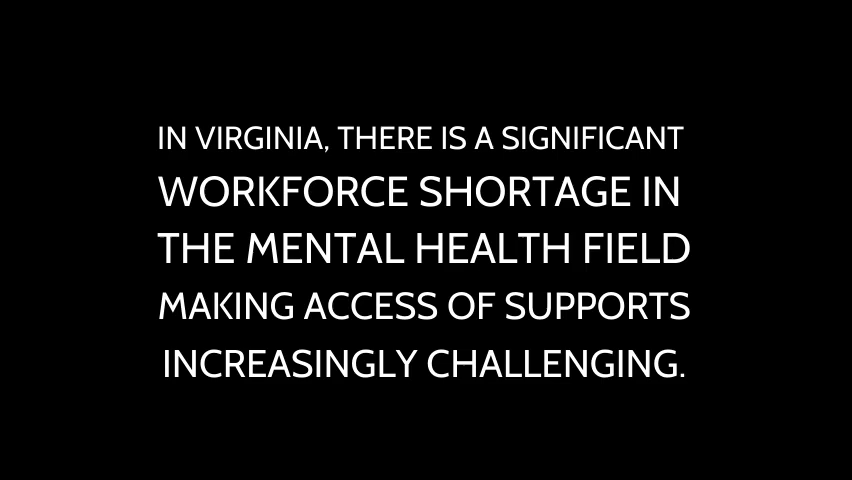 IN VIRGINIA, THERE IS A SIGNIFICANT
WORKFORCE SHORTAGE IN
THE MENTAL HEALTH FIELD
MAKING ACCESS OF SUPPORTS
INCREASINGLY CHALLENGING.